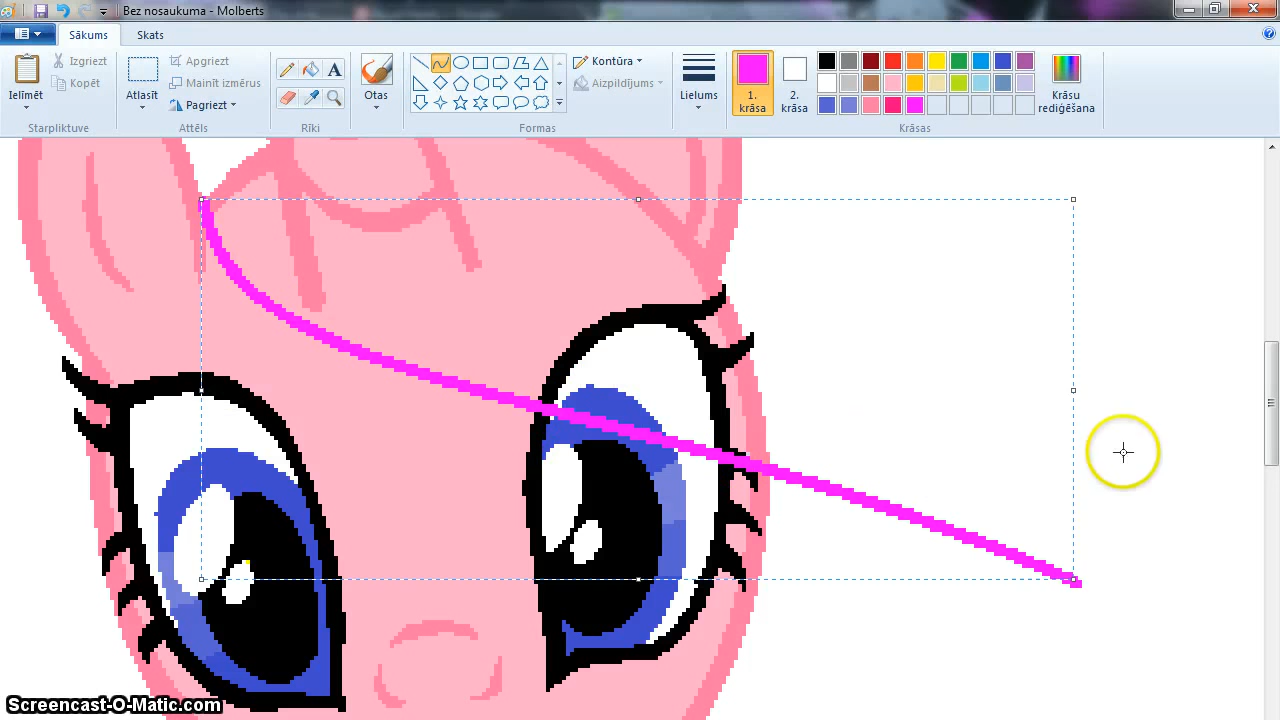 Bez nosaukuma - Molberts
Sākums Skats
Ielīmēt
Izgriezt
Kopēt
Starpliktuve
Atlasīt
Apgriezt
Mainīt izmērus
Pagriezt
Attēls
A
Rīki
Otas
Kontūra
Aizpildījums
Formas
Lielums
1.
krāsa
2.
krāsa
Krāsu
rediģēšana
Krāsas
Screencast-O-Matic.com